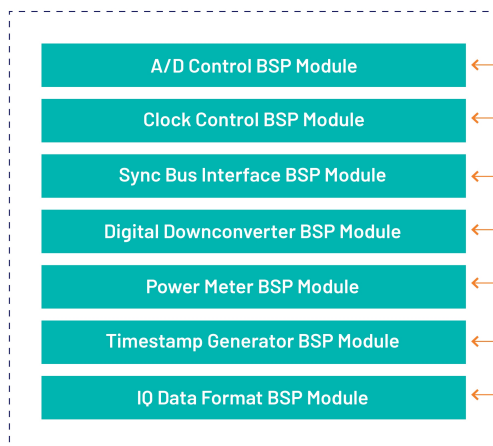 A/D Control BSP Module
Clock Control BSP Module
Sync Bus Interface BSP Module
Digital Downconverter BSP Module
Power Meter BSP Module
Timestamp Generator BSP Module
IQ Data Format BSP Module